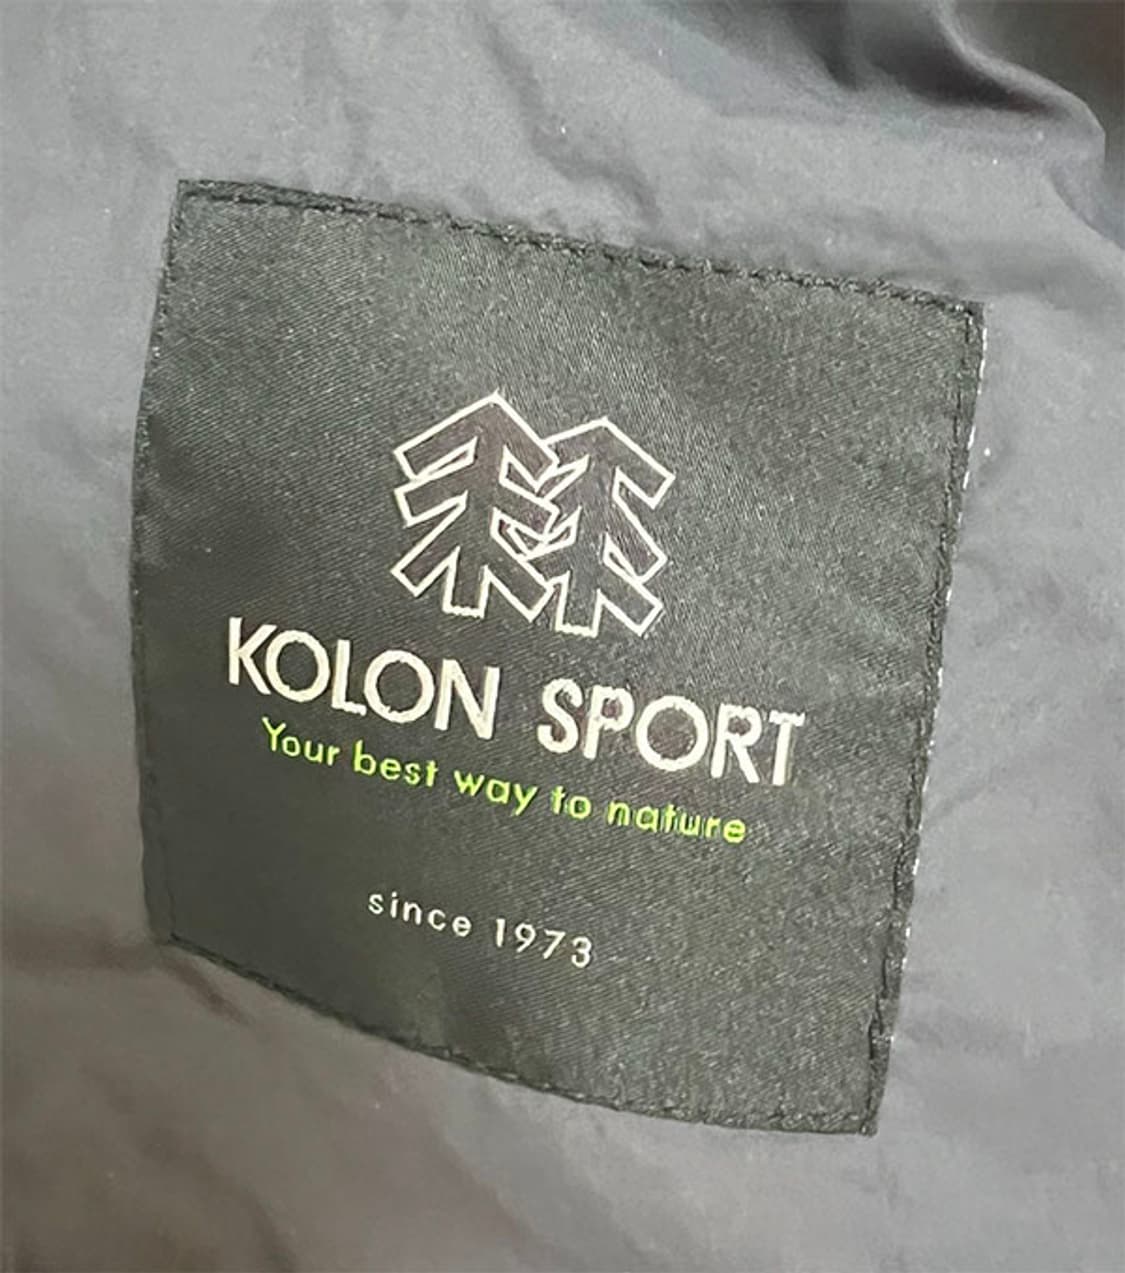 KOLON SPORT
Your best way to nature
since 1973